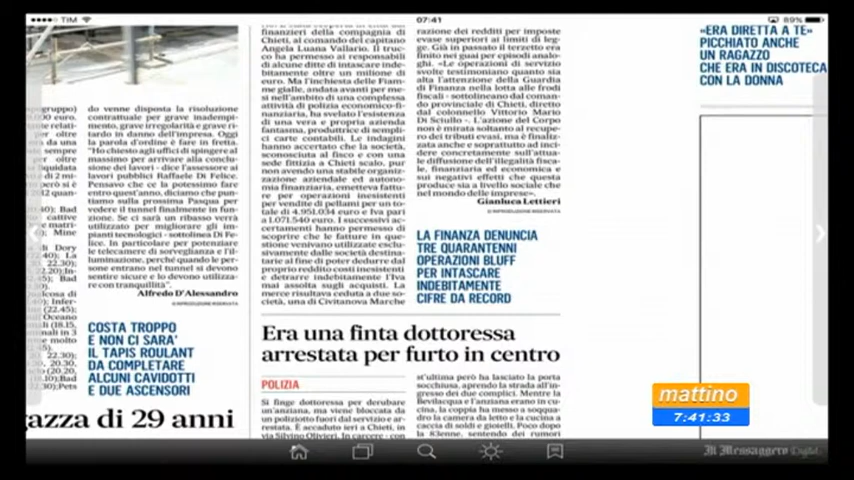 TIM
07:41
89%
spagruppo)
do venne disposta la risoluzione
contrattuale per grave inadem-
mento, grave irregolarità e grave ri-
tardo in danno dell'impresa. Oggi
la parola d'ordine è fare in fretta.
"Ho chiesto agli uffici di spingere al
massimo per arrivare alla conclu-
sione dei lavori - dice l'assessore ai
lavori pubblici Raffaele Di Felice.
Pensavo che ce la potessimo fare
entro quest'anno, diciamo che pun-
tiamo sulla prossima Pasqua per
vedere il tunnel finalmente in fun-
zione. Se ci sarà un ribasso verrà
utilizzato per migliorare gli im-
pianti tecnologici - sottolinea Di Fe-
lice. In particolare per potenziare
le telecamere di sorveglianza e l'il-
luminazione, perché quando le per-
sone entrano nel tunnel si devono
sentire sicure e lo devono utilizza-
re con tranquillità".
Alfredo D'Alessandro
© RIPRODUZIONE RISERVATA
COSTA TROPPO
E NON CI SARA'
IL TAPIS ROULANT
DA COMPLETARE
ALCUNI CAVIDOTTI
E DUE ASCENSORI
gazza di 29 anni
finanzieri della compagnia di
Chieti, al comando del capitano
Angela Luana Vallario. Il truc-
co ha permesso ai responsabili
di alcune ditte di intascare inde-
bitamente oltre un milione di
euro. Ma l'inchiesta delle Fiam-
me gialle, andata avanti per me-
si nell'ambito di una complessa
attività di polizia economico-fi-
nanziaria, ha svelato l'esistenza
di una vera e propria azienda
fantasma, produttrice di sempli-
ci carte contabili. Le indagini
hanno accertato che la società,
sconosciuta al fisco e con una
sede fittizia a Chieti scalo, pur
non avendo una stabile organiz-
zazione aziendale ed autono-
mia finanziaria, emetteva fattu-
re per operazioni inesistenti
per vendite di pellami per un to-
tale di 4.951.034 euro e Iva pari
a 1.071.540 euro. I successivi ac-
certamenti hanno permesso di
scoprire che le fatture in que-
stione venivano utilizzate esclu-
sivamente dalle società destina-
tarie al fine di poter dedurre dal
proprio reddito costi inesistenti
e detrarre indebitamente l'Iva
mai assolta sugli acquisti. La
merce risultava ceduta a due so-
cietà, una di Civitanova Marche
razione dei redditi per imposte
evase superiori ai limiti di leg-
ge. Già in passato il terzetto era
finito nei guai per episodi analo-
ghi. «Le operazioni di servizio
svolte testimoniano quanto sia
alta l'attenzione della Guardia
di Finanza nella lotta alle frodi
fiscali - sottolineano dal coman-
do provinciale di Chieti, diretto
dal colonnello Vittorio Mario
Di Sciullo -. L'azione del Corpo
non è mirata soltanto al recupe-
ro dei tributi evasi, ma è finaliz-
zata anche e soprattutto ad inci-
dere concretamente sull'attua-
le diffusione dell'illegalità fisca-
le, finanziaria ed economica e
sui negativi effetti che questa
produce sia a livello sociale che
nel mondo delle imprese».
Gianluca Lettieri
© RIPRODUZIONE RISERVATA
LA FINANZA DENUNCIA
TRE QUARANTENNI
OPERAZIONI BLUFF
PER INTASCARE
INDEBITAMENTE
CIFRE DA RECORD
Era una finta dottoressa
arrestata per furto in centro
POLIZIA
Si finge dottoressa per derubare
un'anziana, ma viene bloccata da
un poliziotto fuori dal servizio e ar-
restata. È accaduto ieri a Chieti, in
via Silvino Olivieri. In carcere - con
st'ultima però ha lasciato la porta
socchiusa, aprendo la strada all'in-
gresso dei due complici. Mentre la
Bevilacqua e l'anziana erano in cu-
cina, la coppia ha messo a soqqua-
dro la camera da letto e la cucina a
caccia di soldi e gioielli. Poco dopo
la 83enne, sentendo dei rumori
«ERA DIRETTA A TE»
PICCHIATO ANCHE
UN RAGAZZO
CHE ERA IN DISCOTECA
CON LA DONNA
mattino
7:41:33
Il Messaggero Digital